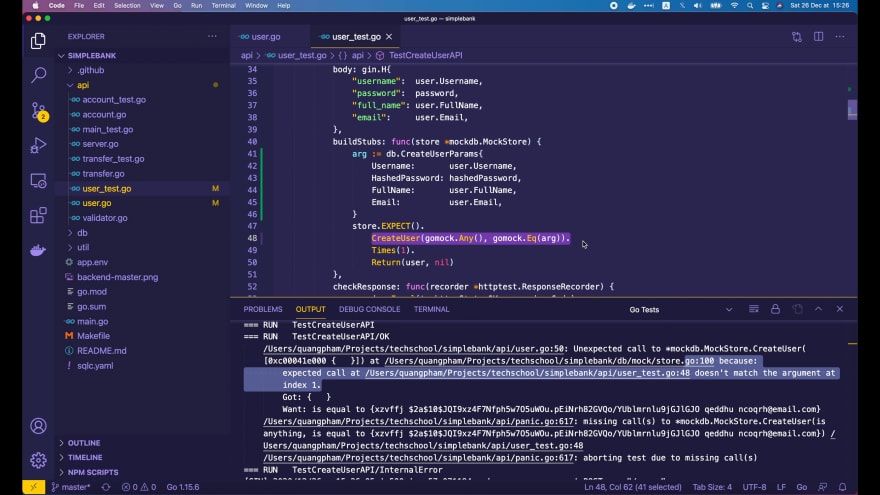 Code File Edit Selection View Go Run Terminal Window Help
Sat 26 Dec at 15:26
user_test.go — simplebank
EXPLORER
user.go
user_test.go
SIMPLEBANK
api > user_test.go > {} api > TestCreateUserAPI
.github
api
account_test.go
account.go
main_test.go
server.go
transfer_test.go
transfer.go
user_test.go M
user.go M
validator.go
db
util
app.env
backend-master.png
go.mod
go.sum
main.go
Makefile
README.md
sqlc.yaml
OUTLINE
TIMELINE
NPM SCRIPTS
34 body: gin.H{
35 "username": user.Username,
36 "password": password,
37 "full_name": user.FullName,
38 "email": user.Email,
39 },
40 buildStubs: func(store *mockdb.MockStore) {
41 arg := db.CreateUserParams{
42 Username: user.Username,
43 HashedPassword: hashedPassword,
44 FullName: user.FullName,
45 Email: user.Email,
46 }
47 store.EXPECT().
48 CreateUser(gomock.Any(), gomock.Eq(arg)).
49 Times(1).
50 Return(user, nil)
51 },
52 checkResponse: func(recorder *httptest.ResponseRecorder) {
PROBLEMS OUTPUT DEBUG CONSOLE TERMINAL
Go Tests
=== RUN TestCreateUserAPI
=== RUN TestCreateUserAPI/OK
/Users/quangpham/Projects/techschool/simplebank/api/user.go:50: Unexpected call to *mockdb.MockStore.CreateUser(
[0xc00041e000 { }]) at /Users/quangpham/Projects/techschool/simplebank/db/mock/store.go:100 because:
expected call at /Users/quangpham/Projects/techschool/simplebank/api/user_test.go:48 doesn't match the argument at
index 1.
Got: { }
Want: is equal to {xzvffj
qeddhu ncoqrh@email.com}
/Users/quangpham/Projects/techschool/simplebank/api/panic.go:617: missing call(s) to *mockdb.MockStore.CreateUser(is
anything, is equal to {xzvffj
qeddhu ncoqrh@email.com}) /
Users/quangpham/Projects/techschool/simplebank/api/user_test.go:48
/Users/quangpham/Projects/techschool/simplebank/api/panic.go:617: aborting test due to missing call(s)
=== RUN TestCreateUserAPI/InternalError
master* 0 0 Go 1.15.6
Ln 48, Col 62 (41 selected) Tab Size: 4 UTF-8 LF Go